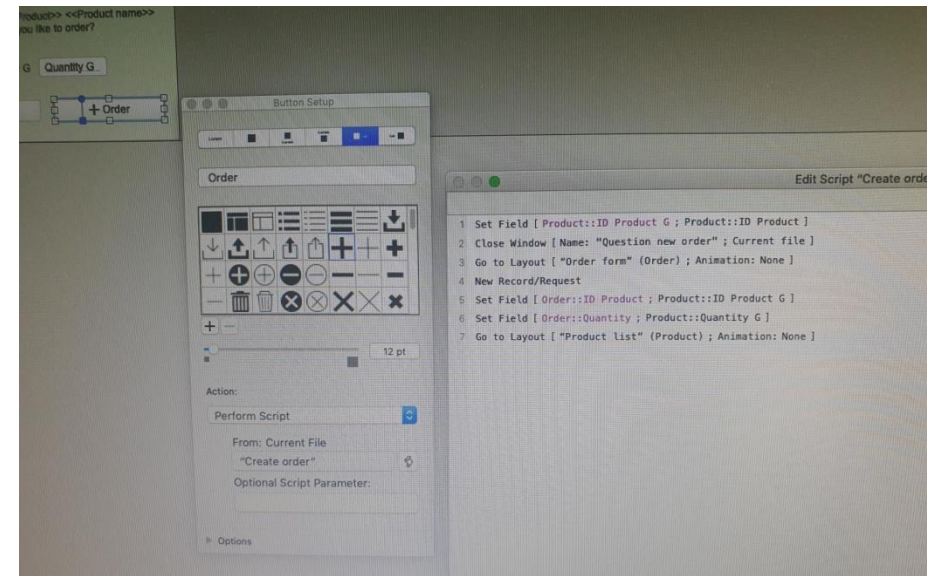 Product>> <<Product name>>
you like to order?
G Quantity G
+ Order
Button Setup
Order
12 pt
Action:
Perform Script
From: Current File
"Create order"
Optional Script Parameter:
Options
Edit Script "Create orde
1 Set Field [ Product::ID Product G ; Product::ID Product ]
2 Close Window [ Name: "Question new order" ; Current file ]
3 Go to Layout [ "Order form" (Order) ; Animation: None ]
4 New Record/Request
5 Set Field [ Order::ID Product ; Product::ID Product G ]
6 Set Field [ Order::Quantity ; Product::Quantity G ]
7 Go to Layout [ "Product list" (Product) ; Animation: None ]